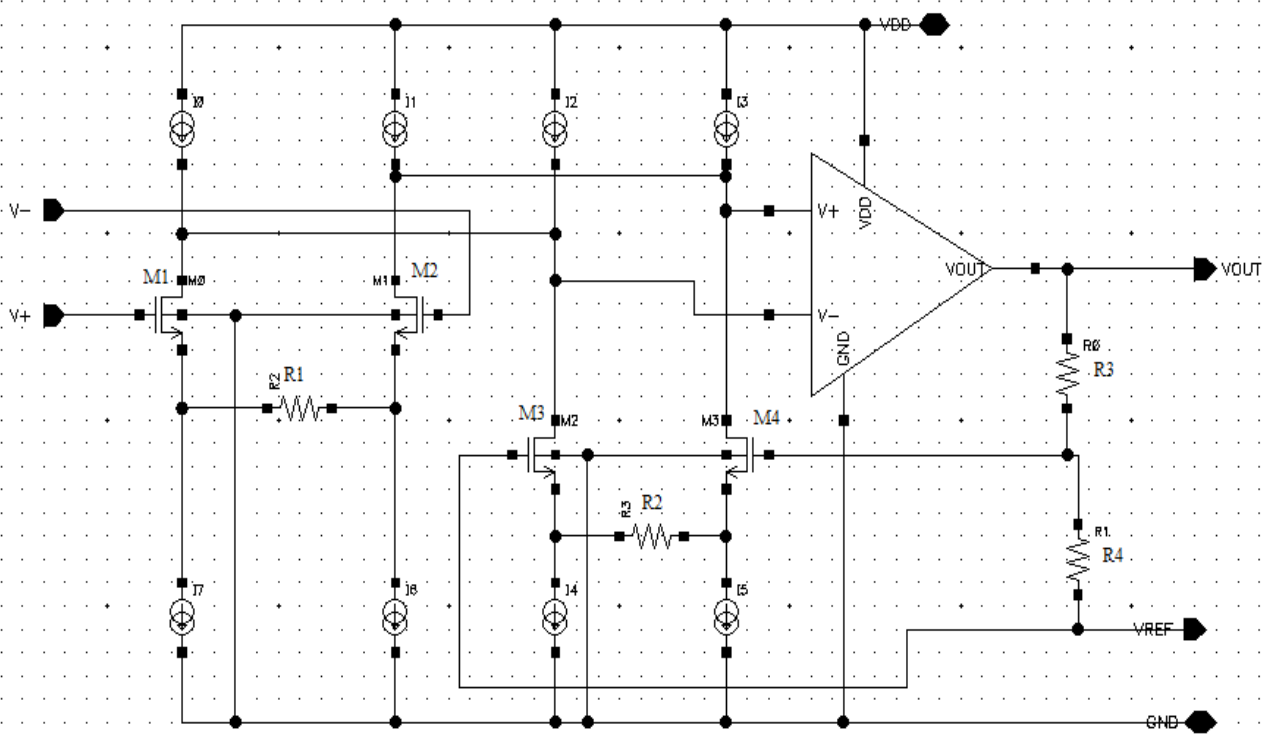 VDD
I0
I1
I2
I3
V-
V+
VDD
M1
M0
M1
M2
VOUT
VOUT
V+
V-
GND
R2
R1
R0
R3
M3
M2
M3
M4
R3
R2
R1
R4
I7
I6
I4
I5
VREF
GND